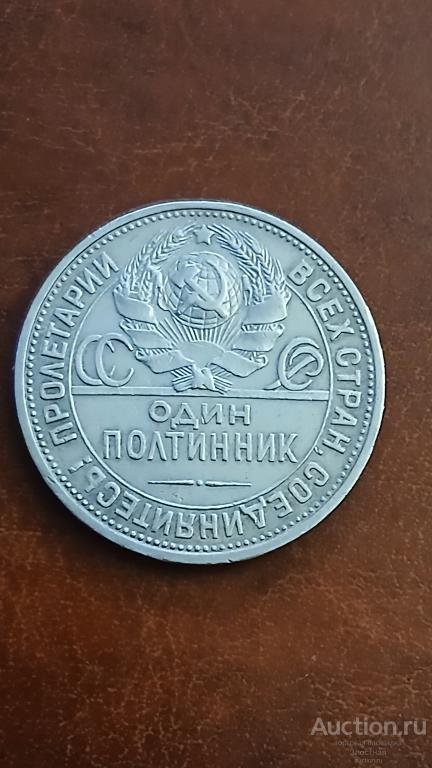 ПРОЛЕТАРИИ ВСЕХ СТРАН, СОЕДИНЯЙТЕСЬ!
СС СР
ОДИН
ПОЛТИННИК
Auction.ru